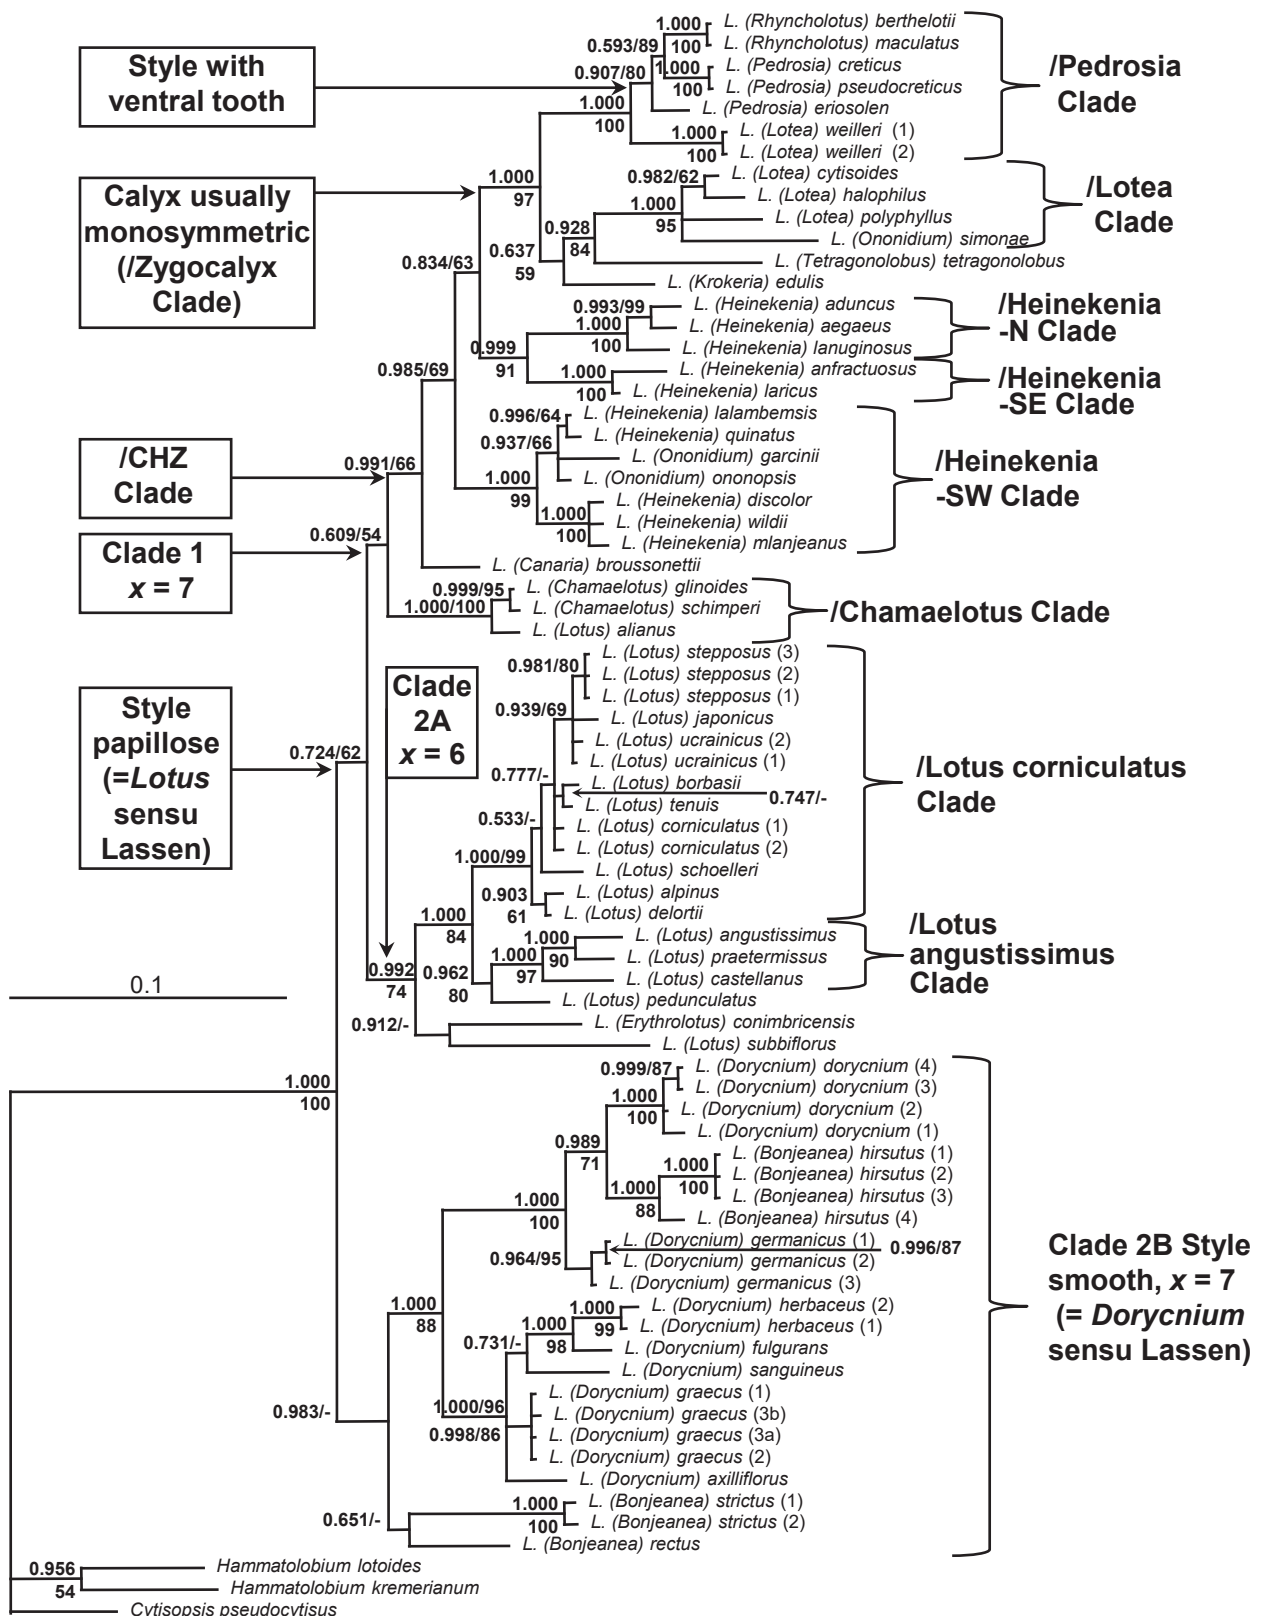 Style with
ventral tooth
Calyx usually
monosymmetric
(/Zygocalyx
Clade)
/CHZ
Clade
Clade 1
x = 7
Style
papillose
(=Lotus
sensu
Lassen)
Clade
2A
x = 6
0.1
1.000
100
L. (Rhyncholotus) berthelotii
L. (Rhyncholotus) maculatus
0.593/89
1.000
100
L. (Pedrosia) creticus
L. (Pedrosia) pseudocreticus
0.907/80
L. (Pedrosia) eriosolen
1.000
100
1.000
100
L. (Lotea) weilleri (1)
L. (Lotea) weilleri (2)
/Pedrosia
Clade
0.982/62
L. (Lotea) cytisoides
L. (Lotea) halophilus
1.000
95
L. (Lotea) polyphyllus
L. (Ononidium) simonae
/Lotea
Clade
1.000
97
0.928
84
L. (Tetragonolobus) tetragonolobus
0.637
59
L. (Krokeria) edulis
0.834/63
0.993/99
L. (Heinekenia) aduncus
L. (Heinekenia) aegaeus
1.000
100
L. (Heinekenia) lanuginosus
/Heinekenia
-N Clade
0.999
91
1.000
100
L. (Heinekenia) anfractuosus
L. (Heinekenia) laricus
/Heinekenia
-SE Clade
0.985/69
0.996/64
L. (Heinekenia) lalambemsis
L. (Heinekenia) quinatus
0.937/66
L. (Ononidium) garcinii
L. (Ononidium) ononopsis
1.000
99
1.000
100
L. (Heinekenia) discolor
L. (Heinekenia) wildii
L. (Heinekenia) mlanjeanus
/Heinekenia
-SW Clade
0.991/66
L. (Canaria) broussonettii
0.609/54
0.999/95
L. (Chamaelotus) glinoides
1.000/100
L. (Chamaelotus) schimperi
L. (Lotus) alianus
/Chamaelotus Clade
0.981/80
L. (Lotus) stepposus (3)
L. (Lotus) stepposus (2)
L. (Lotus) stepposus (1)
0.939/69
L. (Lotus) japonicus
L. (Lotus) ucrainicus (2)
L. (Lotus) ucrainicus (1)
0.777/-
L. (Lotus) borbasii
0.747/-
L. (Lotus) tenuis
L. (Lotus) corniculatus (1)
0.533/-
L. (Lotus) corniculatus (2)
L. (Lotus) schoelleri
1.000/99
L. (Lotus) alpinus
0.903
61
L. (Lotus) delortii
/Lotus corniculatus
Clade
0.724/62
1.000
84
1.000
90
L. (Lotus) angustissimus
L. (Lotus) praetermissus
1.000
97
L. (Lotus) castellanus
0.962
80
L. (Lotus) pedunculatus
/Lotus
angustissimus
Clade
0.992
74
0.912/-
L. (Erythrolotus) conimbricensis
L. (Lotus) subbiflorus
1.000
100
0.999/87
L. (Dorycnium) dorycnium (4)
L. (Dorycnium) dorycnium (3)
1.000
100
L. (Dorycnium) dorycnium (2)
L. (Dorycnium) dorycnium (1)
0.989
71
1.000
100
L. (Bonjeanea) hirsutus (1)
L. (Bonjeanea) hirsutus (2)
L. (Bonjeanea) hirsutus (3)
1.000
88
L. (Bonjeanea) hirsutus (4)
1.000
100
L. (Dorycnium) germanicus (1)
0.996/87
0.964/95
L. (Dorycnium) germanicus (2)
L. (Dorycnium) germanicus (3)
1.000
88
1.000
99
L. (Dorycnium) herbaceus (2)
L. (Dorycnium) herbaceus (1)
1.000
98
L. (Dorycnium) fulgurans
0.731/-
L. (Dorycnium) sanguineus
1.000/96
0.998/86
L. (Dorycnium) graecus (1)
L. (Dorycnium) graecus (3b)
L. (Dorycnium) graecus (3a)
L. (Dorycnium) graecus (2)
L. (Dorycnium) axilliflorus
0.983/-
1.000
100
L. (Bonjeanea) strictus (1)
L. (Bonjeanea) strictus (2)
0.651/-
L. (Bonjeanea) rectus
Clade 2B Style
smooth, x = 7
(= Dorycnium
sensu Lassen)
0.956
54
Hammatolobium lotoides
Hammatolobium kremerianum
Cytisopsis pseudocytisus